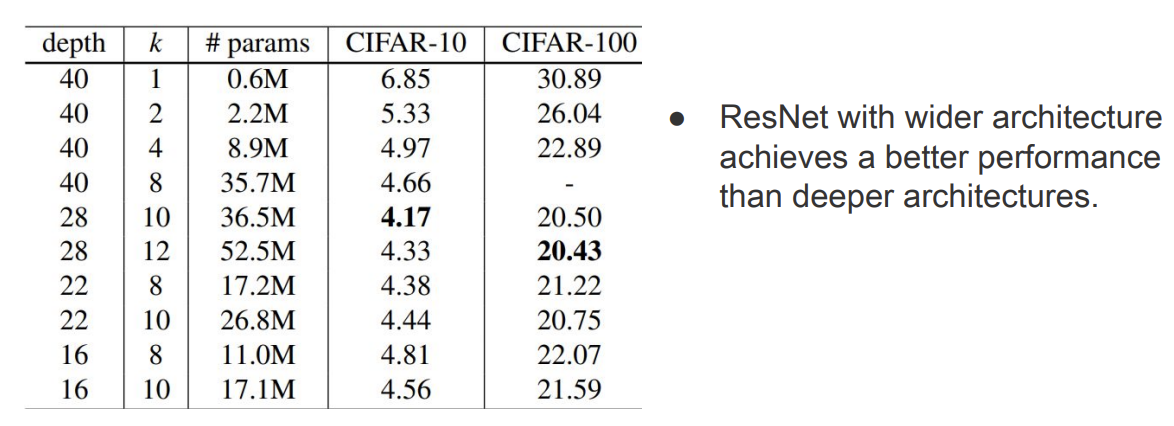 depth k # params CIFAR-10 CIFAR-100
40 1 0.6M 6.85 30.89
40 2 2.2M 5.33 26.04
40 4 8.9M 4.97 22.89
40 8 35.7M 4.66 -
28 10 36.5M 4.17 20.50
28 12 52.5M 4.33 20.43
22 8 17.2M 4.38 21.22
22 10 26.8M 4.44 20.75
16 8 11.0M 4.81 22.07
16 10 17.1M 4.56 21.59
● ResNet with wider architecture
achieves a better performance
than deeper architectures.